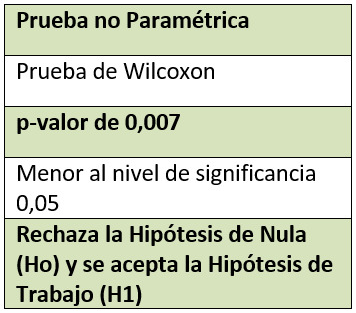 Prueba no Paramétrica
Prueba de Wilcoxon
p-valor de 0,007
Menor al nivel de significancia
0,05
Rechaza la Hipótesis de Nula
(Ho) y se acepta la Hipótesis de
Trabajo (H1)